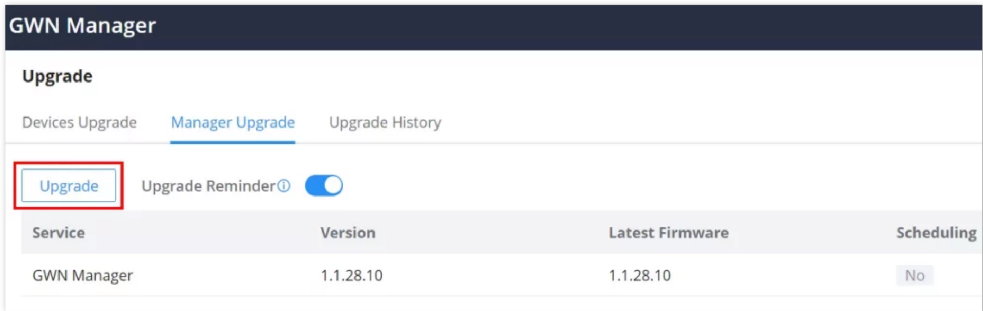 GWN Manager
Upgrade
Devices Upgrade Manager Upgrade Upgrade History
Upgrade Upgrade Reminder
Service Version Latest Firmware Scheduling
GWN Manager 1.1.28.10 1.1.28.10 No